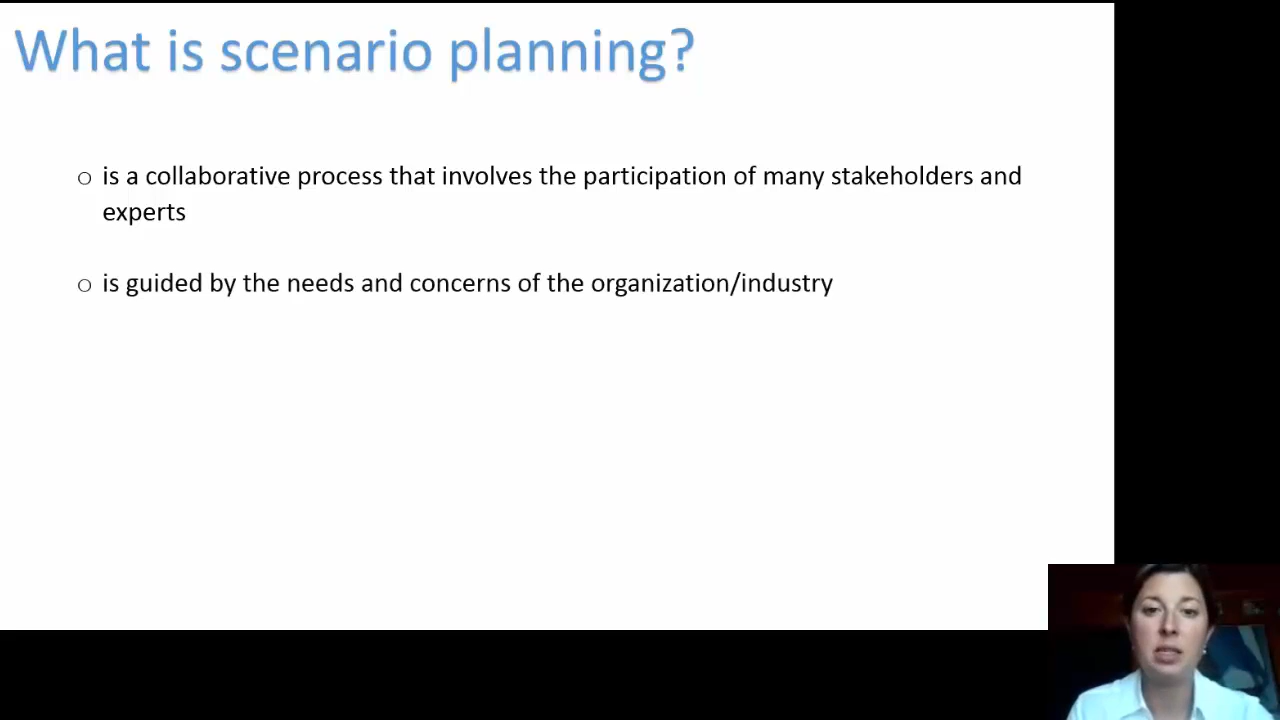 What is scenario planning?
○ is a collaborative process that involves the participation of many stakeholders and
experts
○ is guided by the needs and concerns of the organization/industry